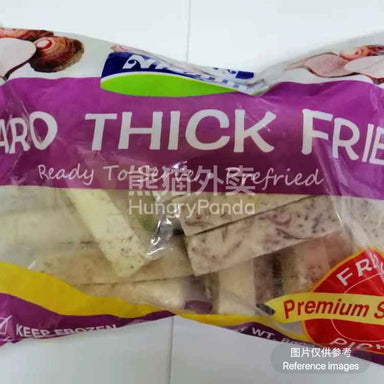 ARO THICK FRIE
Ready To Serve Prefried
熊猫外卖
HungryPanda
Premium S
KEEP FROZEN
图片仅供参考
Reference images